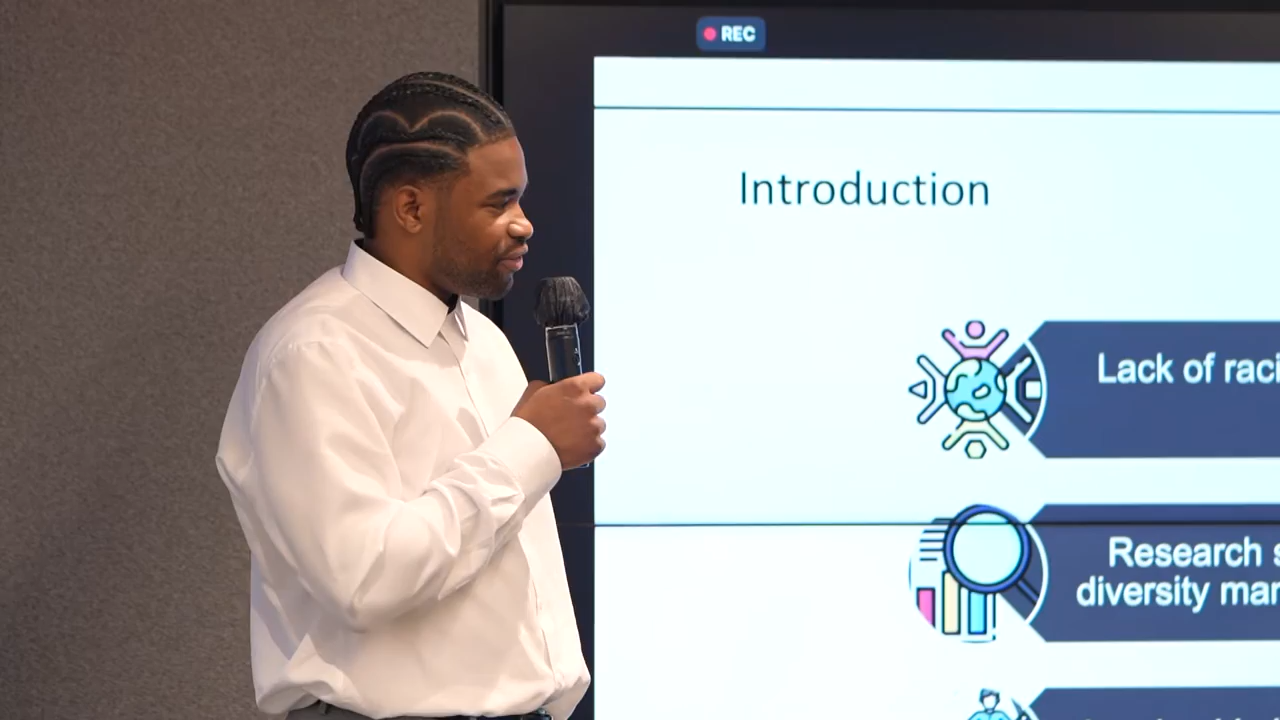 REC
Introduction
Lack of raci
Research s
diversity mar